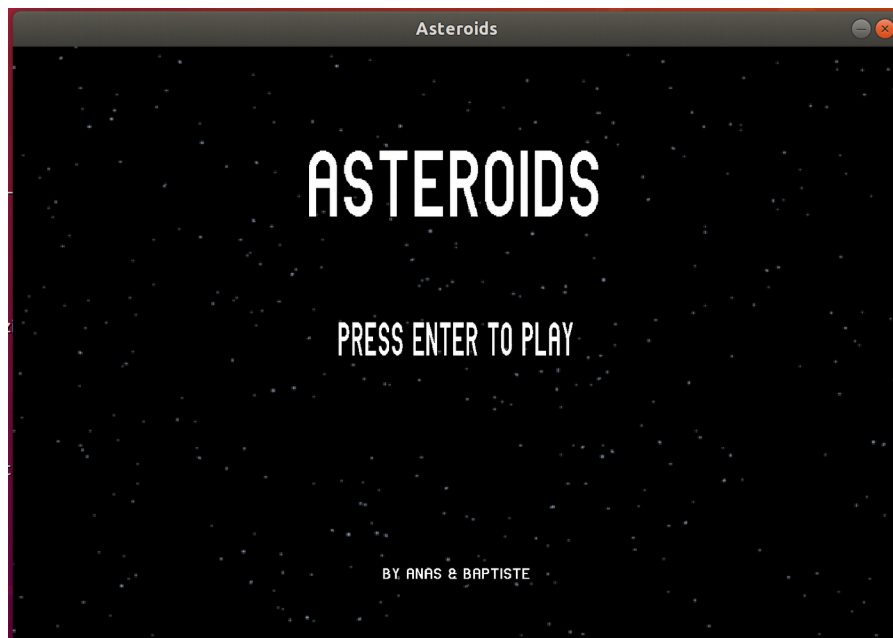 Asteroids
ASTEROIDS
PRESS ENTER TO PLAY
BY ANAS & BAPTISTE